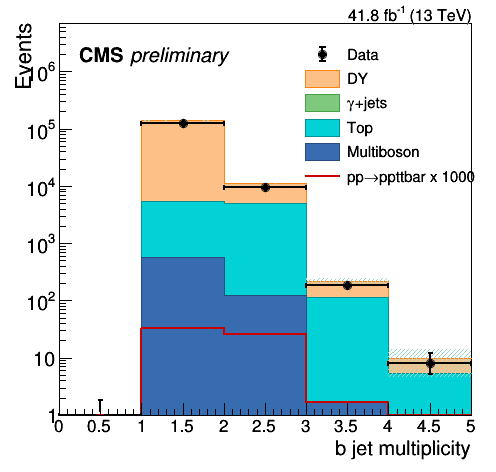 41.8 fb⁻¹ (13 TeV)
Events
CMS preliminary
Data
DY
γ+jets
Top
Multiboson
pp→ppttbar x 1000
10⁶
10⁵
10⁴
10³
10²
10
1
0 0.5 1 1.5 2 2.5 3 3.5 4 4.5 5
b jet multiplicity